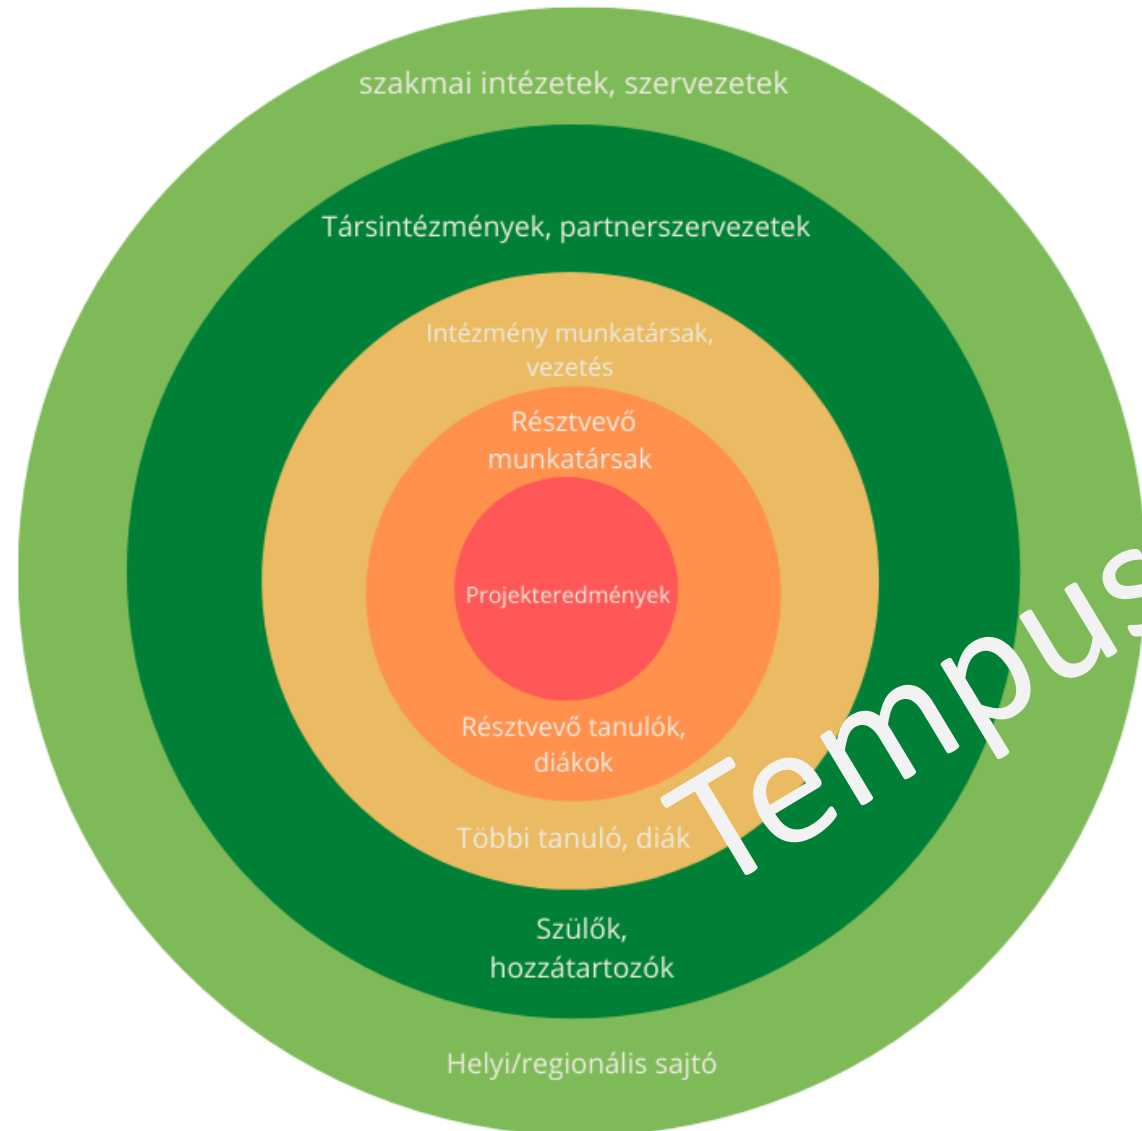 szakmai intézetek, szervezetek
Társintézmények, partnerszervezetek
Intézmény munkatársak,
vezetés
Résztvevő
munkatársak
Projekteredmények
Résztvevő tanulók,
diákok
Többi tanuló, diák
Szülők,
hozzátartozók
Helyi/regionális sajtó
Tempus